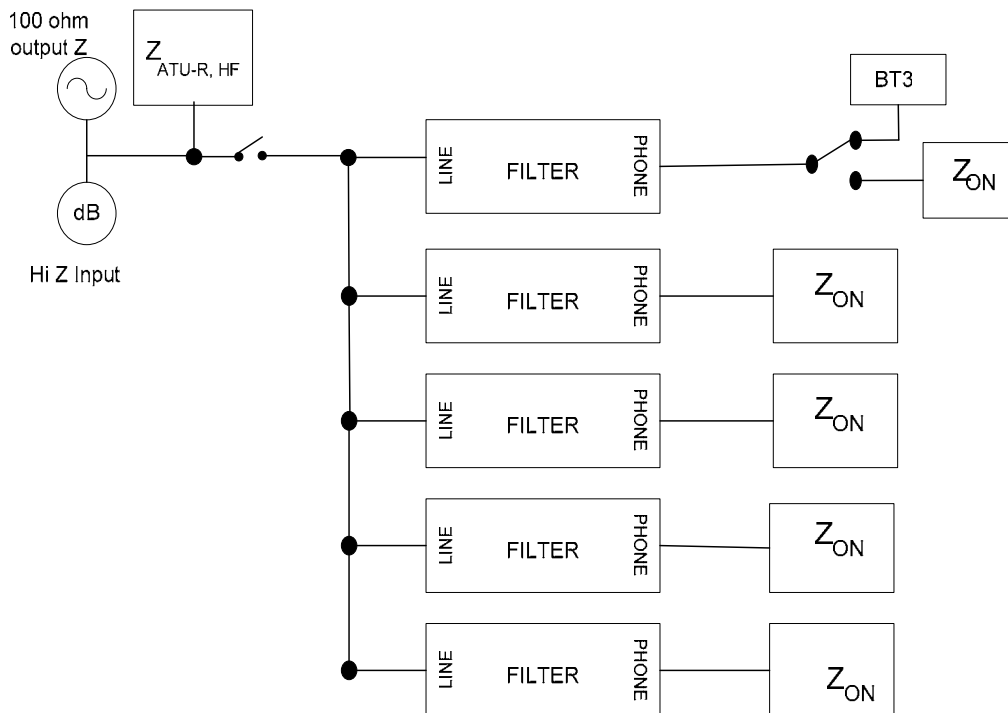 100 ohm
output Z
Z ATU-R, HF
dB
Hi Z Input
LINE FILTER PHONE
BT3
Z ON
LINE FILTER PHONE
Z ON
LINE FILTER PHONE
Z ON
LINE FILTER PHONE
Z ON
LINE FILTER PHONE
Z ON